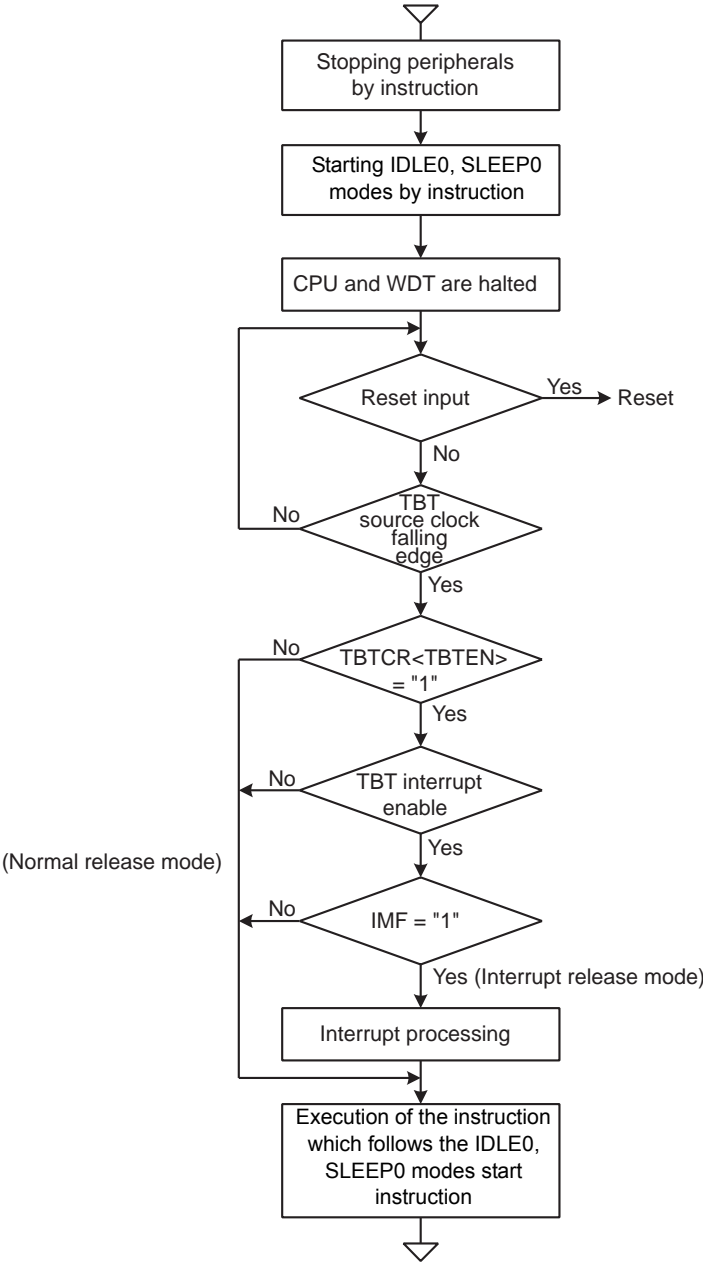 Stopping peripherals
by instruction
Starting IDLE0, SLEEP0
modes by instruction
CPU and WDT are halted
Reset input
Yes
Reset
No
No
TBT
source clock
falling
edge
Yes
No
TBTCR<TBTEN>
= "1"
Yes
No
TBT interrupt
enable
Yes
(Normal release mode)
No
IMF = "1"
Yes (Interrupt release mode)
Interrupt processing
Execution of the instruction
which follows the IDLE0,
SLEEP0 modes start
instruction